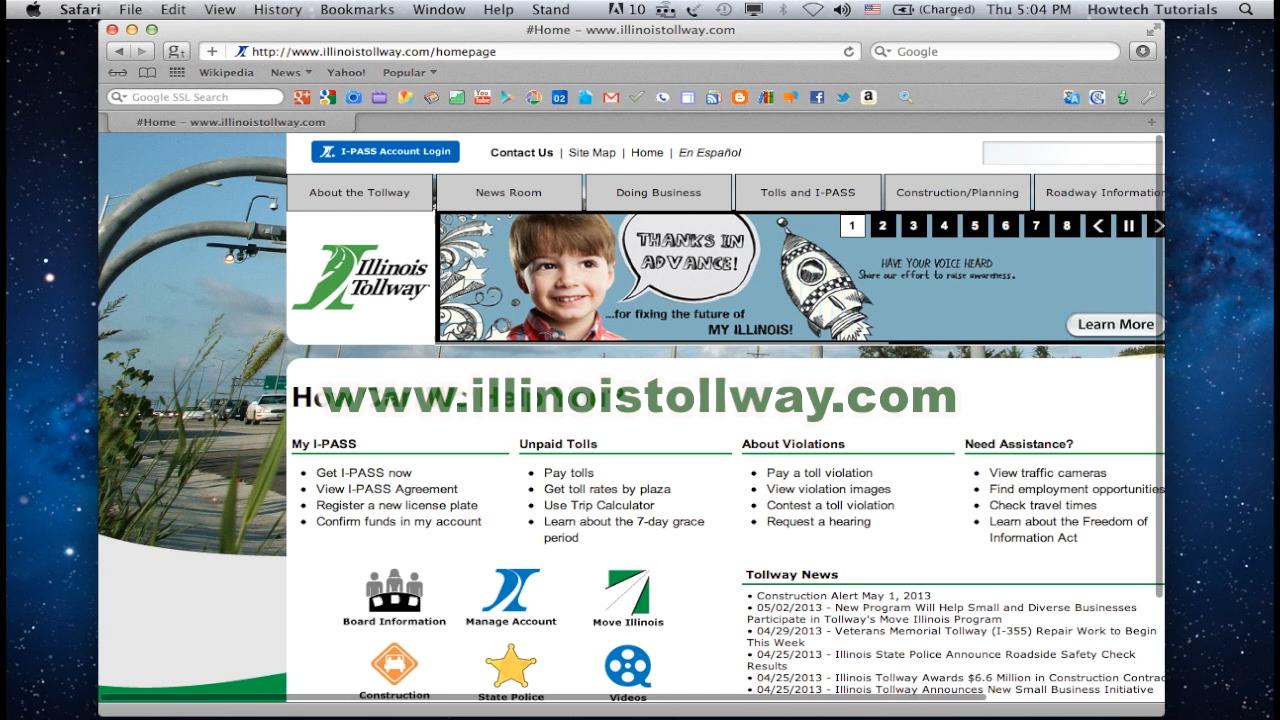 Safari File Edit View History Bookmarks Window Help Stand 10 (Charged) Thu 5:04 PM Howtech Tutorials
#Home – www.illinoistollway.com
http://www.illinoistollway.com/homepage Google
Wikipedia News Yahoo! Popular
Google SSL Search You Tube 02 a
#Home – www.illinoistollway.com
I-PASS Account Login Contact Us | Site Map | Home | En Español
About the Tollway News Room Doing Business Tolls and I-PASS Construction/Planning Roadway Information
1 2 3 4 5 6 7 8
THANKS IN
ADVANCE!
HAVE YOUR VOICE HEARD
Share our effort to raise awareness.
Illinois
Tollway
...for fixing the future of
MY ILLINOIS!
Learn More
www.illinoistollway.com
My I-PASS
• Get I-PASS now
• View I-PASS Agreement
• Register a new license plate
• Confirm funds in my account
Unpaid Tolls
• Pay tolls
• Get toll rates by plaza
• Use Trip Calculator
• Learn about the 7-day grace
period
About Violations
• Pay a toll violation
• View violation images
• Contest a toll violation
• Request a hearing
Need Assistance?
• View traffic cameras
• Find employment opportunities
• Check travel times
• Learn about the Freedom of
Information Act
Board Information Manage Account Move Illinois
Construction State Police Videos
Tollway News
• Construction Alert May 1, 2013
• 05/02/2013 - New Program Will Help Small and Diverse Businesses
Participate in Tollway's Move Illinois Program
• 04/29/2013 - Veterans Memorial Tollway (I-355) Repair Work to Begin
This Week
• 04/25/2013 - Illinois State Police Announce Roadside Safety Check
Results
• 04/25/2013 - Illinois Tollway Awards $6.6 Million in Construction Contrac
• 04/25/2013 - Illinois Tollway Announces New Small Business Initiative